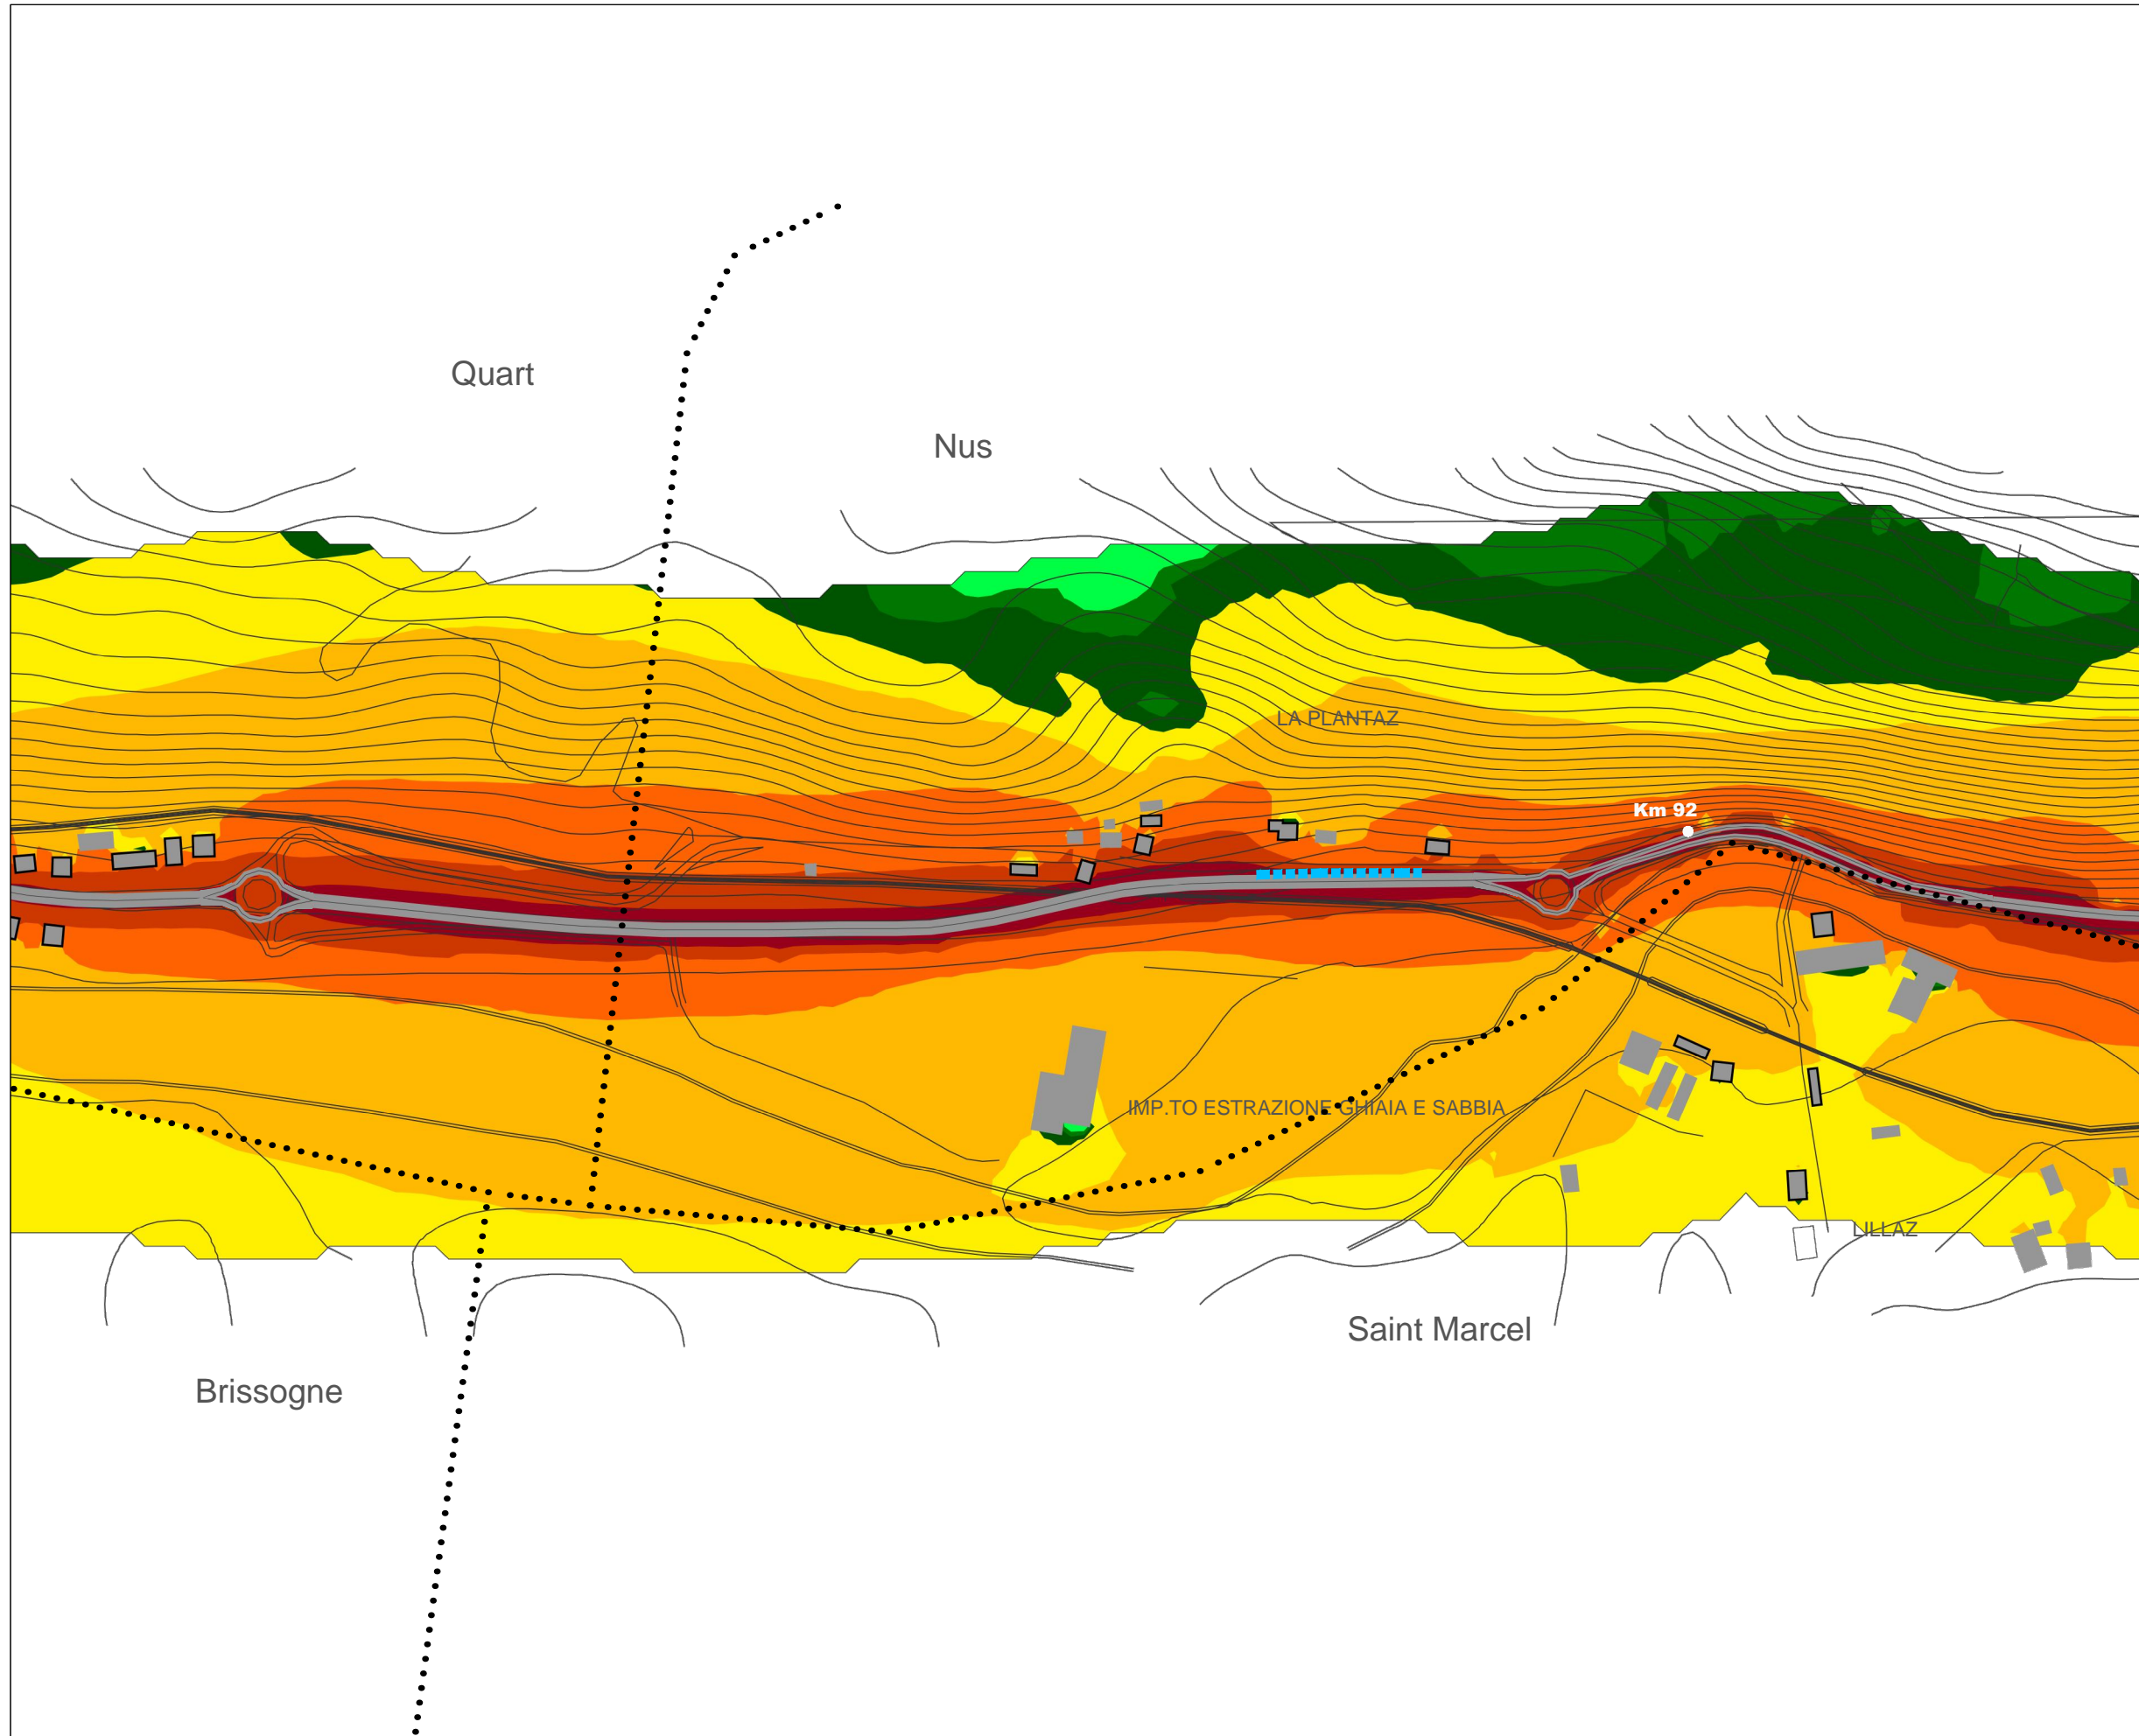 Quart
Nus
LA PLANTAZ
Km 92
IMP.TO ESTRAZIONE GHIAIA E SABBIA
LILLAZ
Saint Marcel
Brissogne